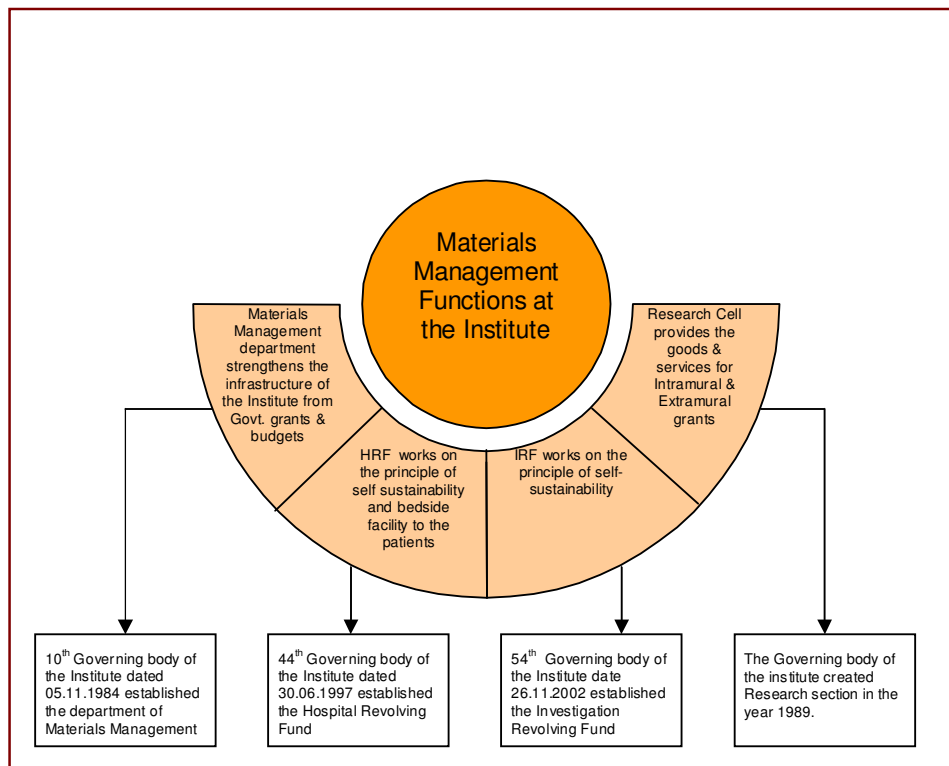 Materials
Management
Functions at
the Institute
Materials
Management
department
strengthens the
infrastructure of
the Institute from
Govt. grants &
budgets
HRF works on
the principle of
self sustainability
and bedside
facility to the
patients
IRF works on the
principle of self-
sustainability
Research Cell
provides the
goods &
services for
Intramural &
Extramural
grants
10th Governing body of
the Institute dated
05.11.1984 established
the department of
Materials Management
44th Governing body of
the Institute dated
30.06.1997 established
the Hospital Revolving
Fund
54th Governing body of
the Institute date
26.11.2002 established
the Investigation
Revolving Fund
The Governing body of
the institute created
Research section in the
year 1989.